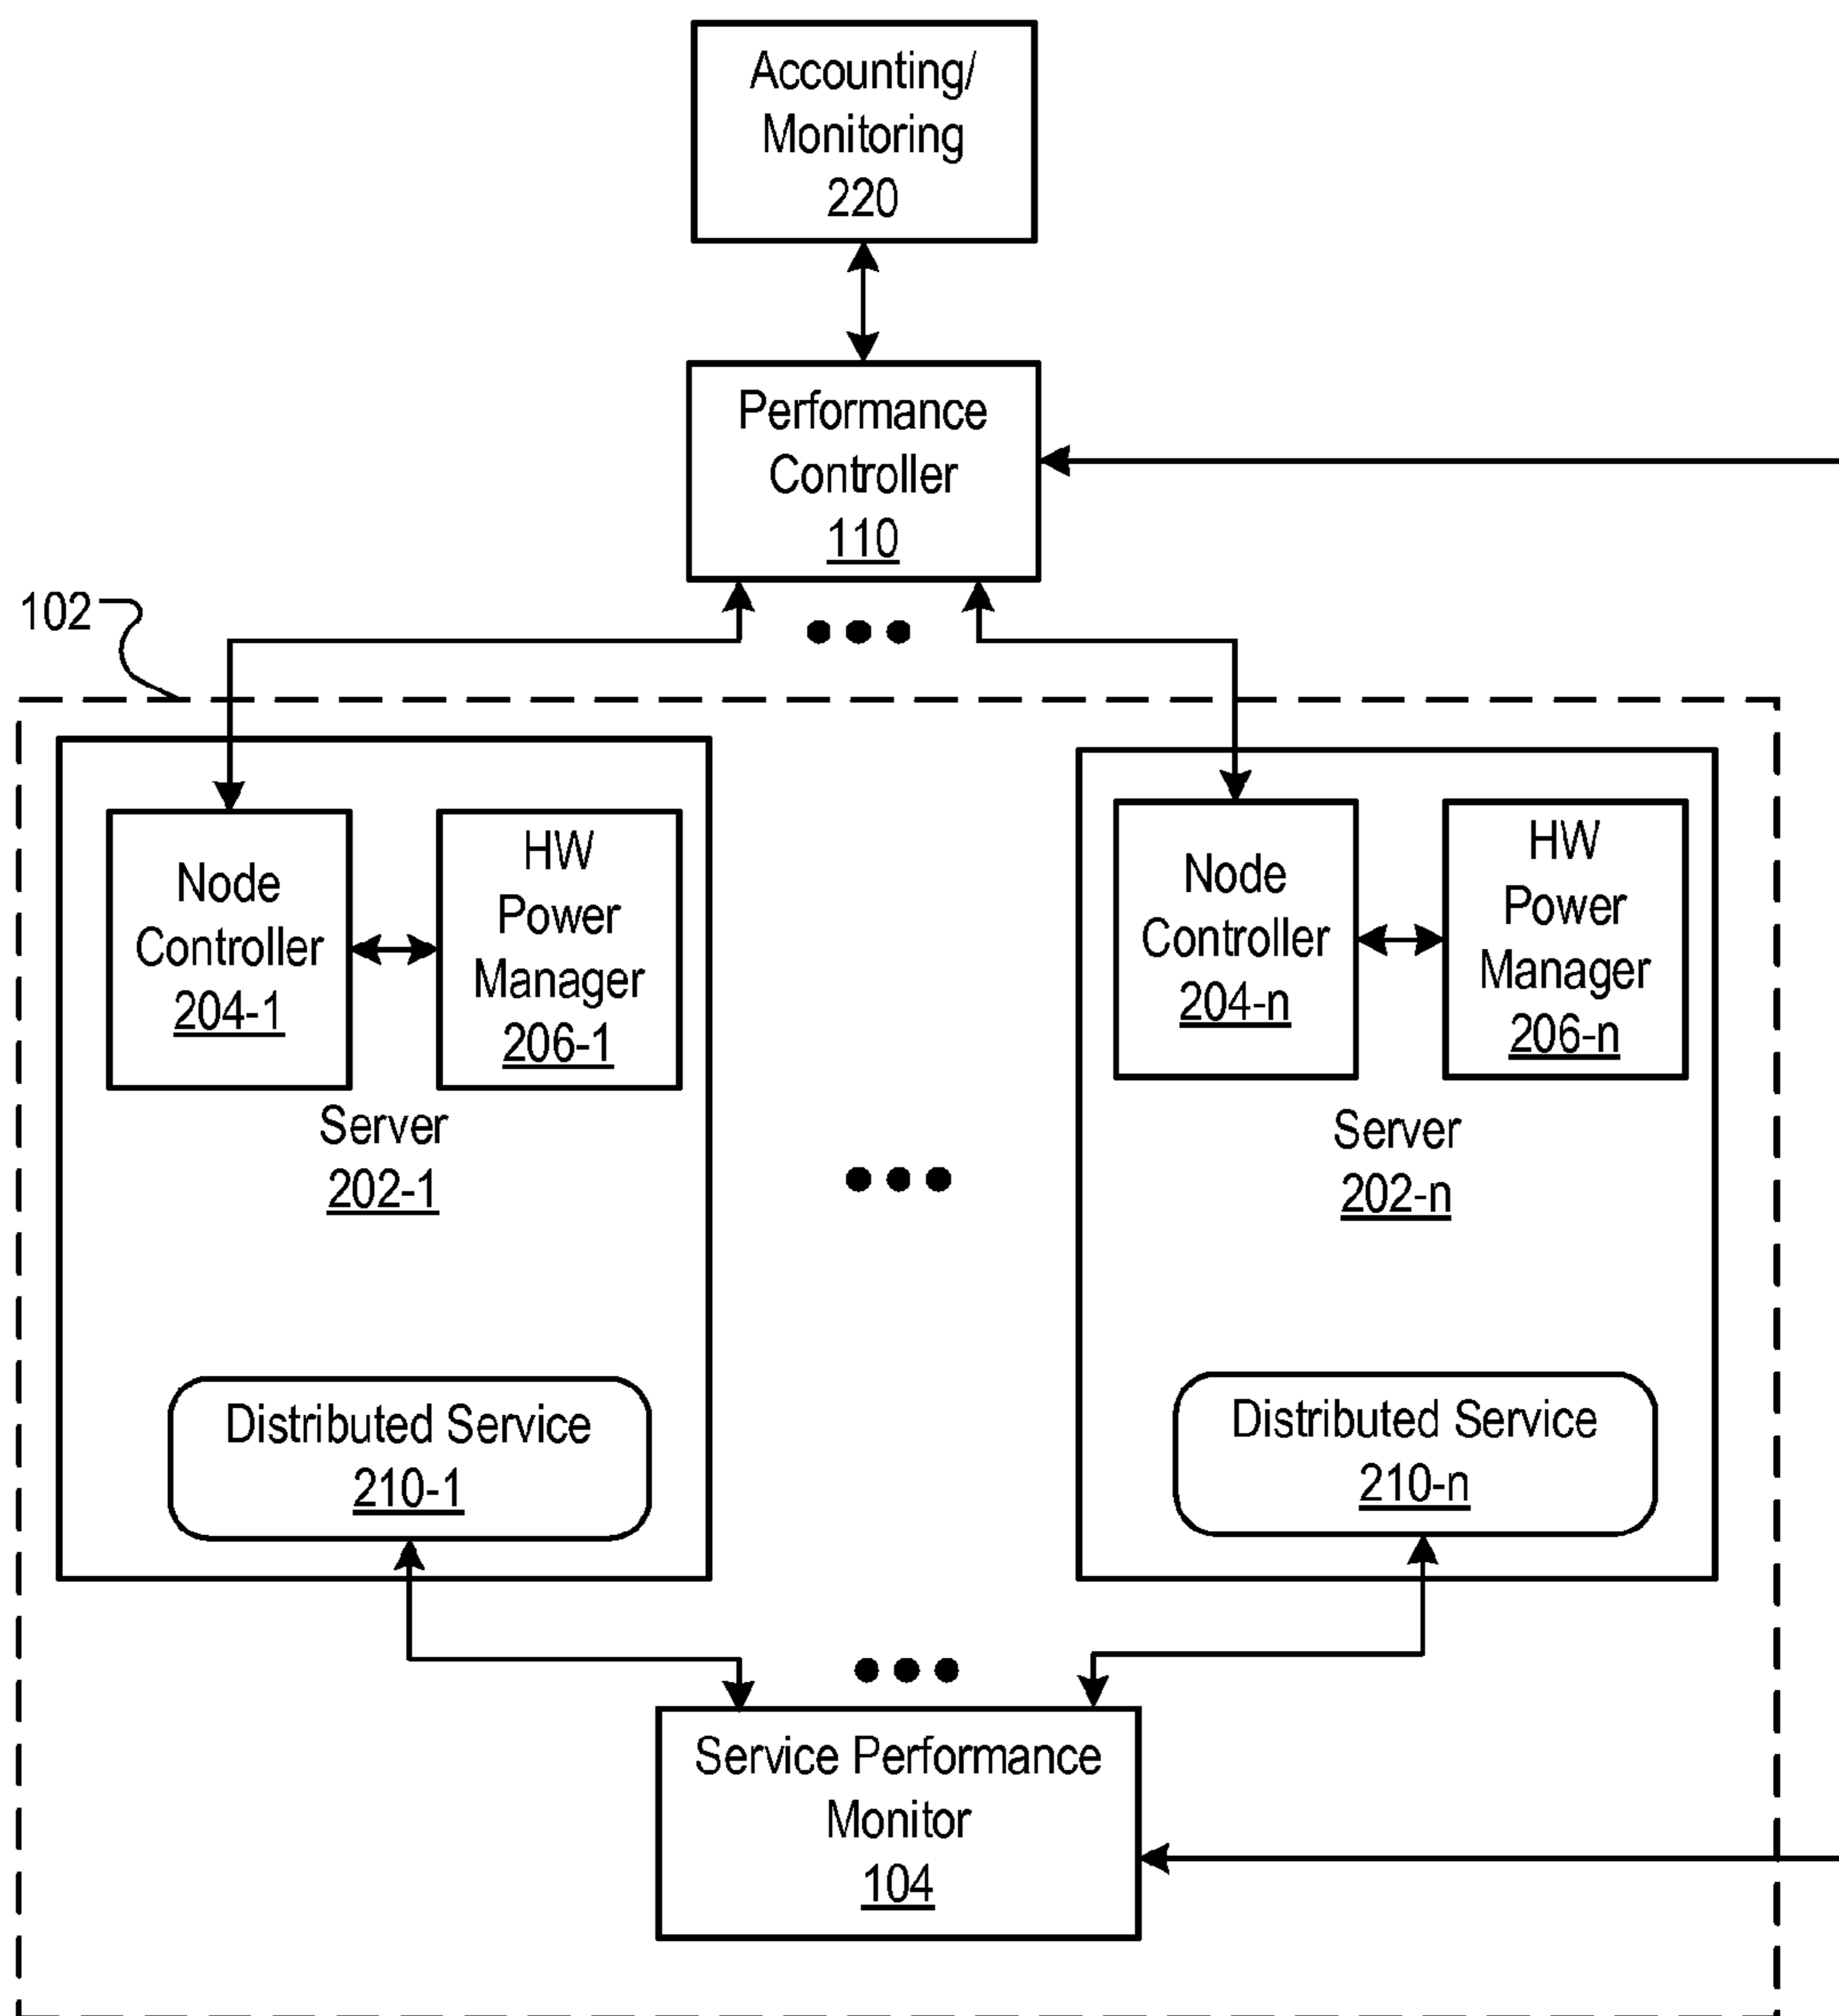 Accounting/
Monitoring
220
Performance
Controller
110
102
Node
Controller
204-1
HW
Power
Manager
206-1
Server
202-1
Distributed Service
210-1
Node
Controller
204-n
HW
Power
Manager
206-n
Server
202-n
Distributed Service
210-n
Service Performance
Monitor
104